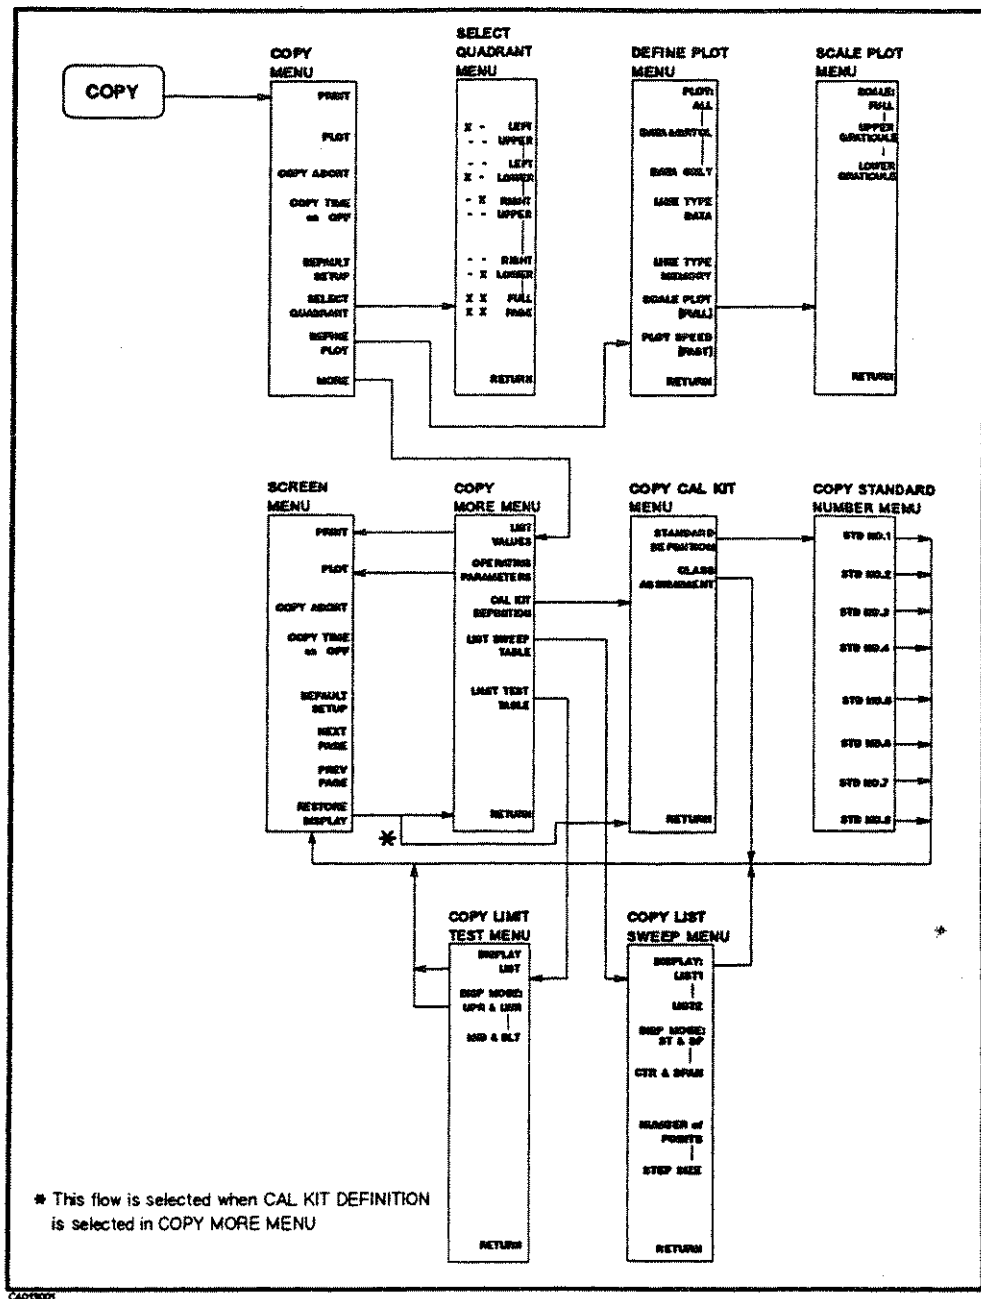 COPY
COPY
MENU
PRINT
PLOT
COPY ABORT
COPY TIME
on OFF
DEFAULT
SETUP
SELECT
QUADRANT
DEFINE
PLOT
MORE
SELECT
QUADRANT
MENU
X - LEFT
- - UPPER
- - LEFT
X - LOWER
- X RIGHT
- - UPPER
- - RIGHT
- X LOWER
X X FULL
X X PAGE
RETURN
DEFINE PLOT
MENU
PLOT:
ALL
DATA & GRTCL
DATA ONLY
LINE TYPE
DATA
LINE TYPE
MEMORY
SCALE PLOT
[FULL]
PLOT SPEED
[FAST]
RETURN
SCALE PLOT
MENU
SCALE:
FULL
UPPER
GRATICULE
LOWER
GRATICULE
RETURN
SCREEN
MENU
PRINT
PLOT
COPY ABORT
COPY TIME
on OFF
DEFAULT
SETUP
NEXT
PAGE
PREV
PAGE
RESTORE
DISPLAY
*
COPY
MORE MENU
LIST
VALUES
OPERATING
PARAMETERS
CAL KIT
DEFINITION
LIST SWEEP
TABLE
LIMIT TEST
TABLE
RETURN
COPY CAL KIT
MENU
STANDARD
DEFINITION
CLASS
ASSIGNMENT
RETURN
COPY STANDARD
NUMBER MENU
STD NO.1
STD NO.2
STD NO.3
STD NO.4
STD NO.5
STD NO.6
STD NO.7
STD NO.8
COPY LIMIT
TEST MENU
DISPLAY
LIST
DISP MODE:
UPR & LWR
MID & DLT
RETURN
COPY LIST
SWEEP MENU
DISPLAY:
LIST1
LIST2
DISP MODE:
ST & SP
CTR & SPAN
NUMBER of
POINTS
STEP SIZE
RETURN
* This flow is selected when CAL KIT DEFINITION
is selected in COPY MORE MENU